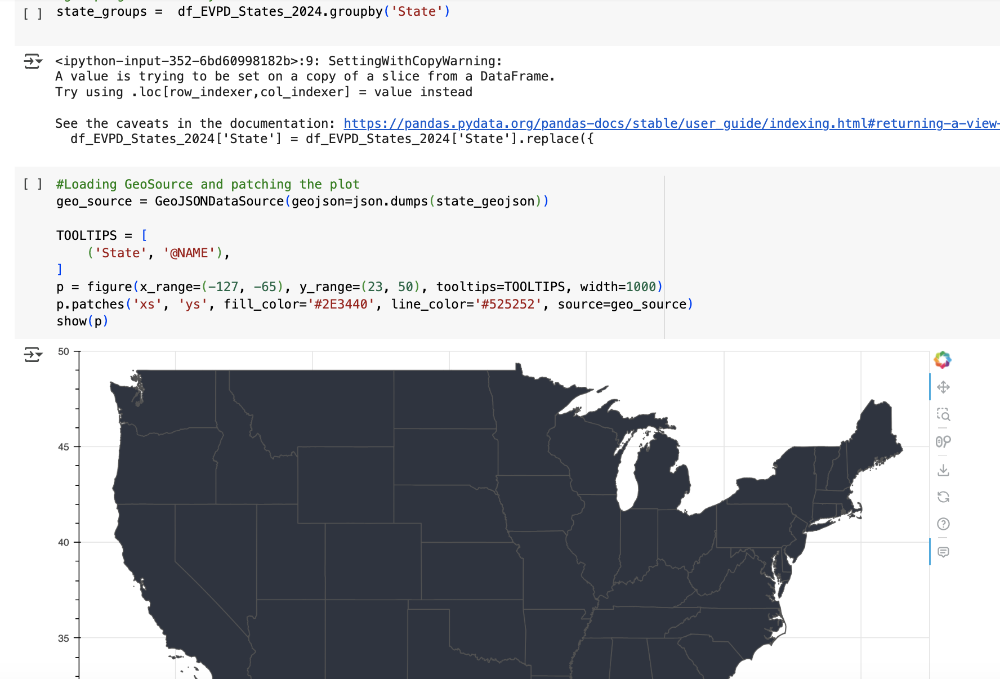 [ ] state_groups =  df_EVPD_States_2024.groupby('State')
<ipython-input-352-6bd60998182b>:9: SettingWithCopyWarning:
A value is trying to be set on a copy of a slice from a DataFrame.
Try using .loc[row_indexer,col_indexer] = value instead
See the caveats in the documentation: https://pandas.pydata.org/pandas-docs/stable/user_guide/indexing.html#returning-a-view-
df_EVPD_States_2024['State'] = df_EVPD_States_2024['State'].replace({
[ ] #Loading GeoSource and patching the plot
geo_source = GeoJSONDataSource(geojson=json.dumps(state_geojson))
TOOLTIPS = [
('State', '@NAME'),
]
p = figure(x_range=(-127, -65), y_range=(23, 50), tooltips=TOOLTIPS, width=1000)
p.patches('xs', 'ys', fill_color='#2E3440', line_color='#525252', source=geo_source)
show(p)
50
45
40
35